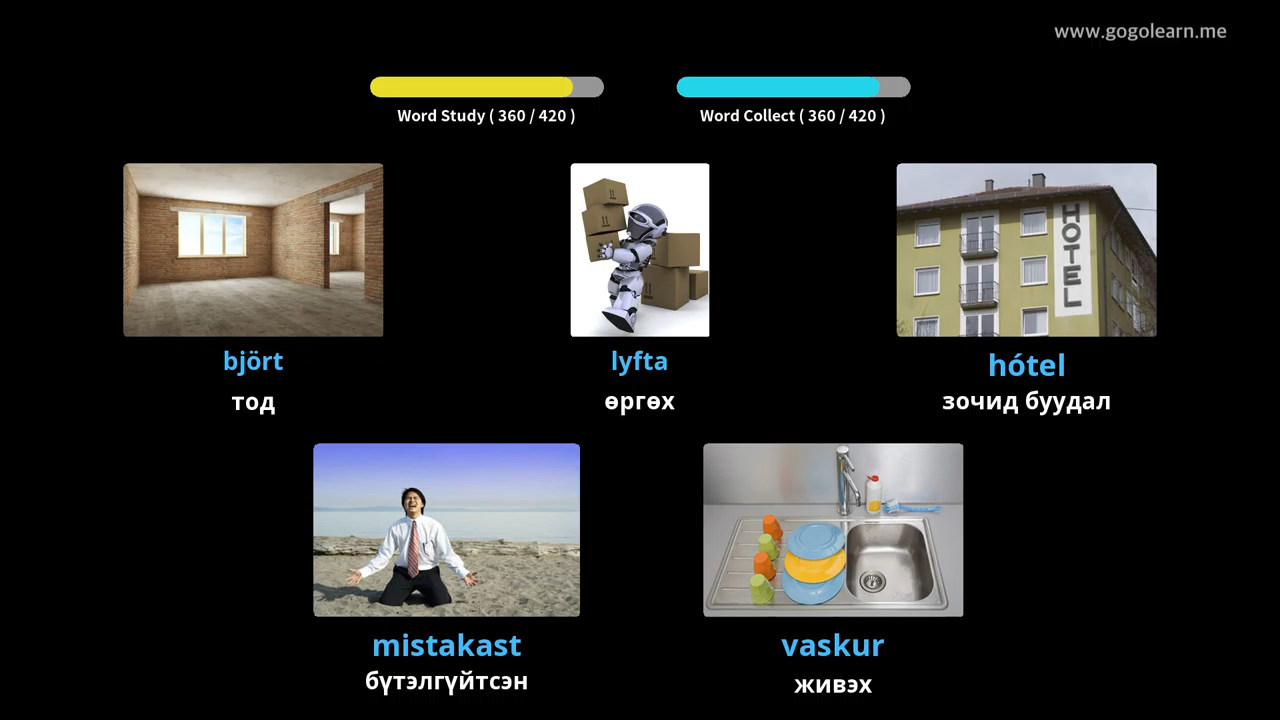 www.gogolearn.me
Word Study ( 360 / 420 )
Word Collect ( 360 / 420 )
HOTEL
björt
тод
lyfta
өргөх
hótel
зочид буудал
mistakast
бүтэлгүйтсэн
vaskur
живэх